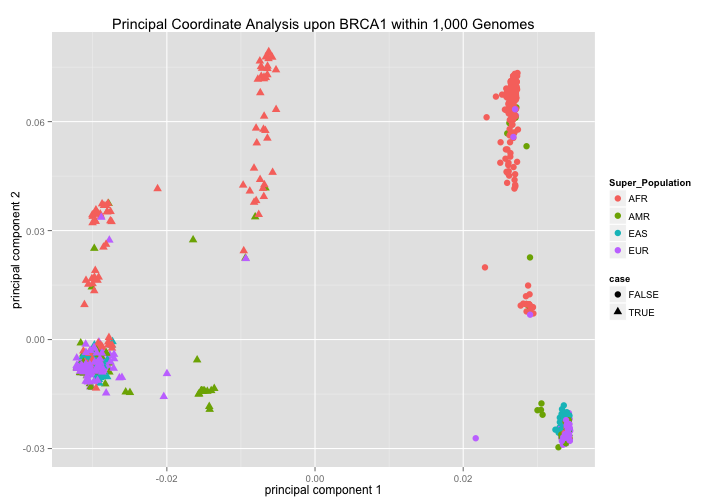 Principal Coordinate Analysis upon BRCA1 within 1,000 Genomes
principal component 2
0.06
0.03
0.00
-0.03
-0.02
0.00
0.02
principal component 1
Super_Population
AFR
AMR
EAS
EUR
case
FALSE
TRUE